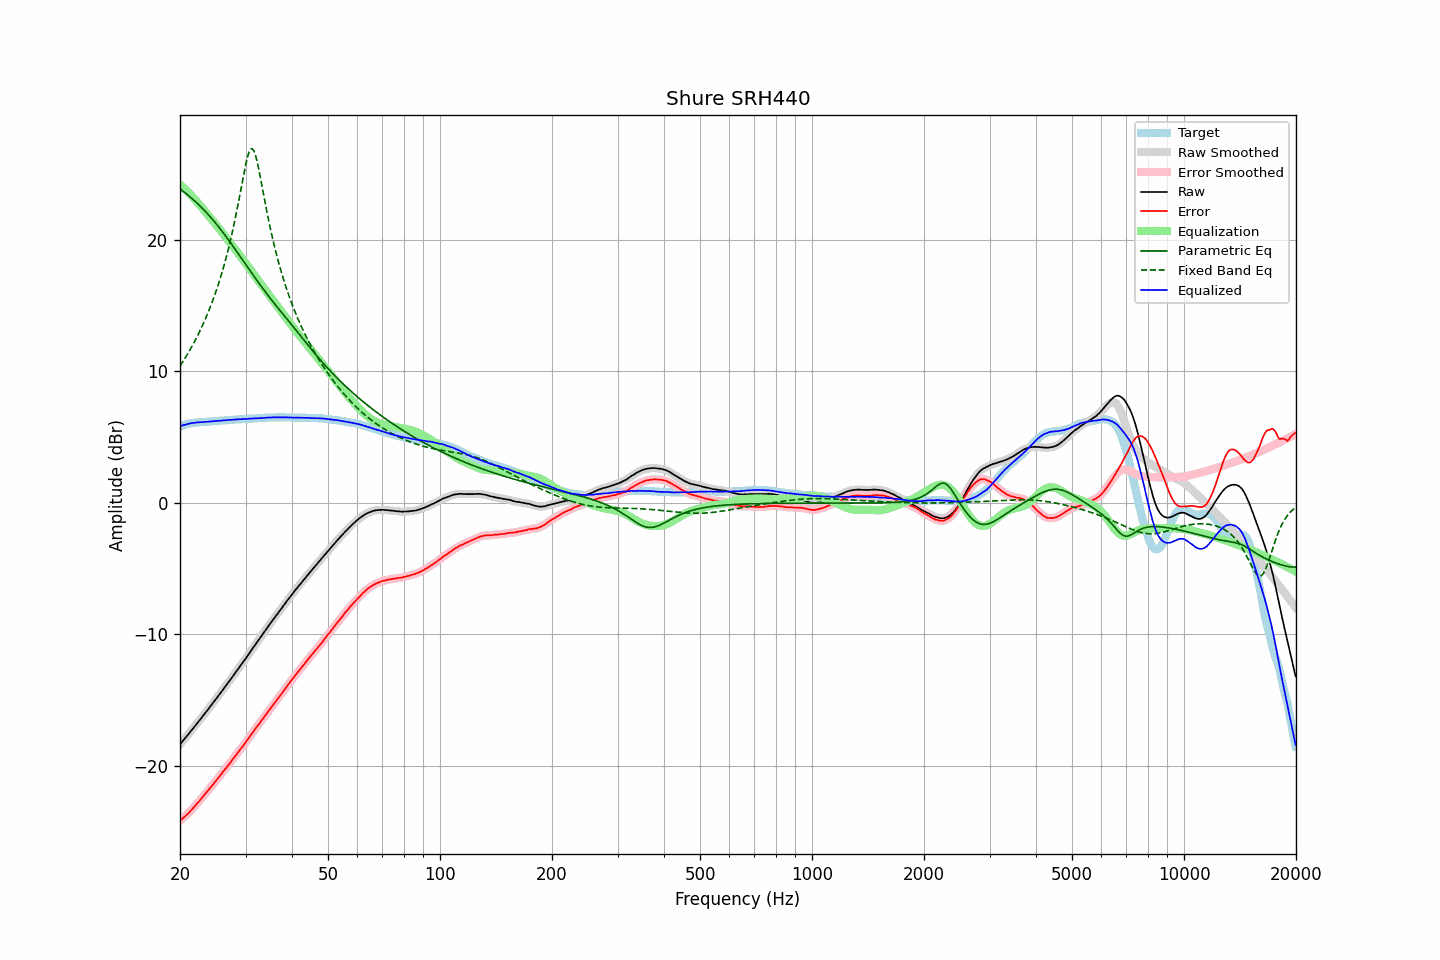 Shure SRH440
Target
Raw Smoothed
Error Smoothed
Raw
Error
Equalization
Parametric Eq
Fixed Band Eq
Equalized
20
10
0
−10
−20
Amplitude (dBr)
20
50
100
200
500
1000
2000
5000
10000
20000
Frequency (Hz)